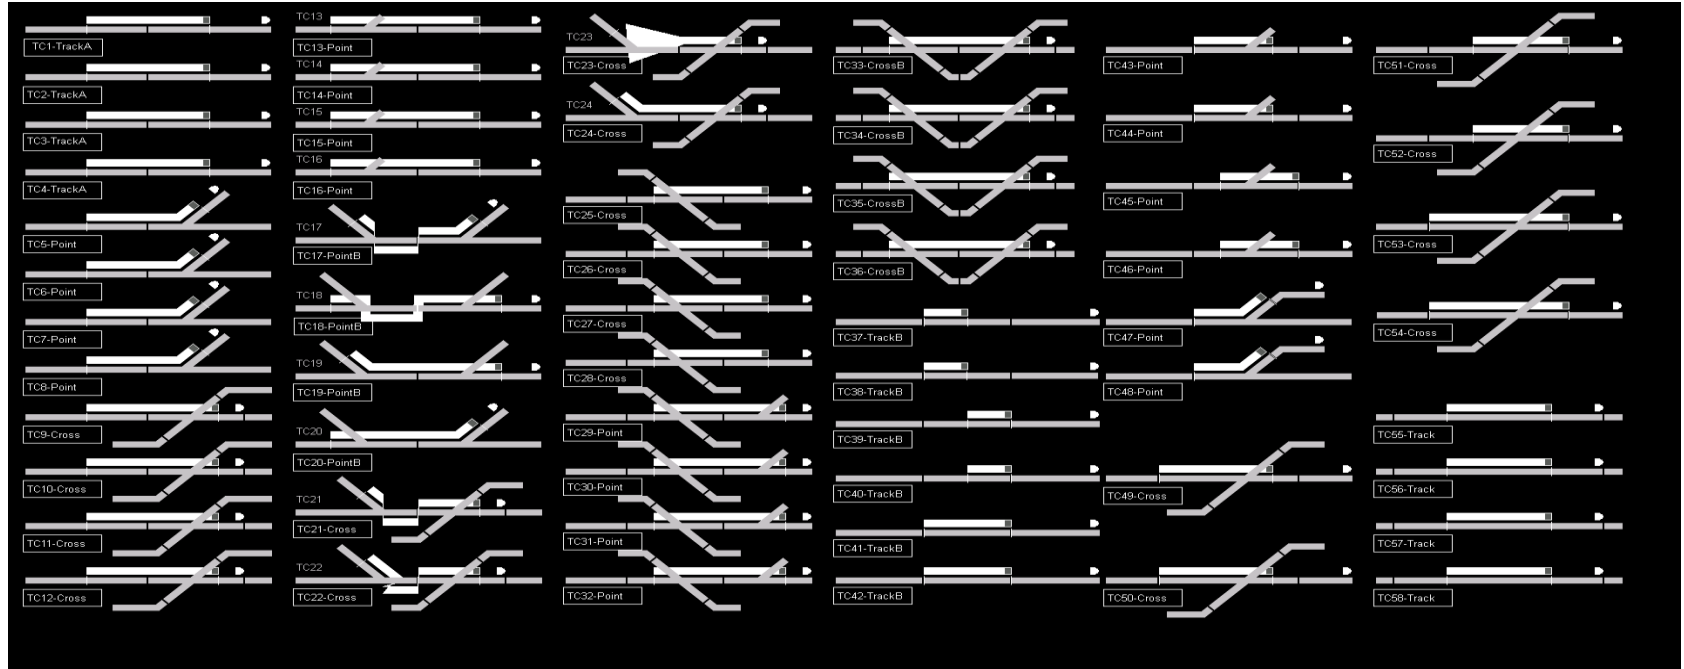 TC1-TrackA
TC2-TrackA
TC3-TrackA
TC4-TrackA
TC5-Point
TC6-Point
TC7-Point
TC8-Point
TC9-Cross
TC10-Cross
TC11-Cross
TC12-Cross
TC13
TC13-Point
TC14
TC14-Point
TC15
TC15-Point
TC16
TC16-Point
TC17
TC17-PointB
TC18
TC18-PointB
TC19
TC19-PointB
TC20
TC20-PointB
TC21
TC21-Cross
TC22
TC22-Cross
TC23
TC23-Cross
TC24
TC24-Cross
TC25-Cross
TC26-Cross
TC27-Cross
TC28-Cross
TC29-Point
TC30-Point
TC31-Point
TC32-Point
TC33-CrossB
TC34-CrossB
TC35-CrossB
TC36-CrossB
TC37-TrackB
TC38-TrackB
TC39-TrackB
TC40-TrackB
TC41-TrackB
TC42-TrackB
TC43-Point
TC44-Point
TC45-Point
TC46-Point
TC47-Point
TC48-Point
TC49-Cross
TC50-Cross
TC51-Cross
TC52-Cross
TC53-Cross
TC54-Cross
TC55-Track
TC56-Track
TC57-Track
TC58-Track